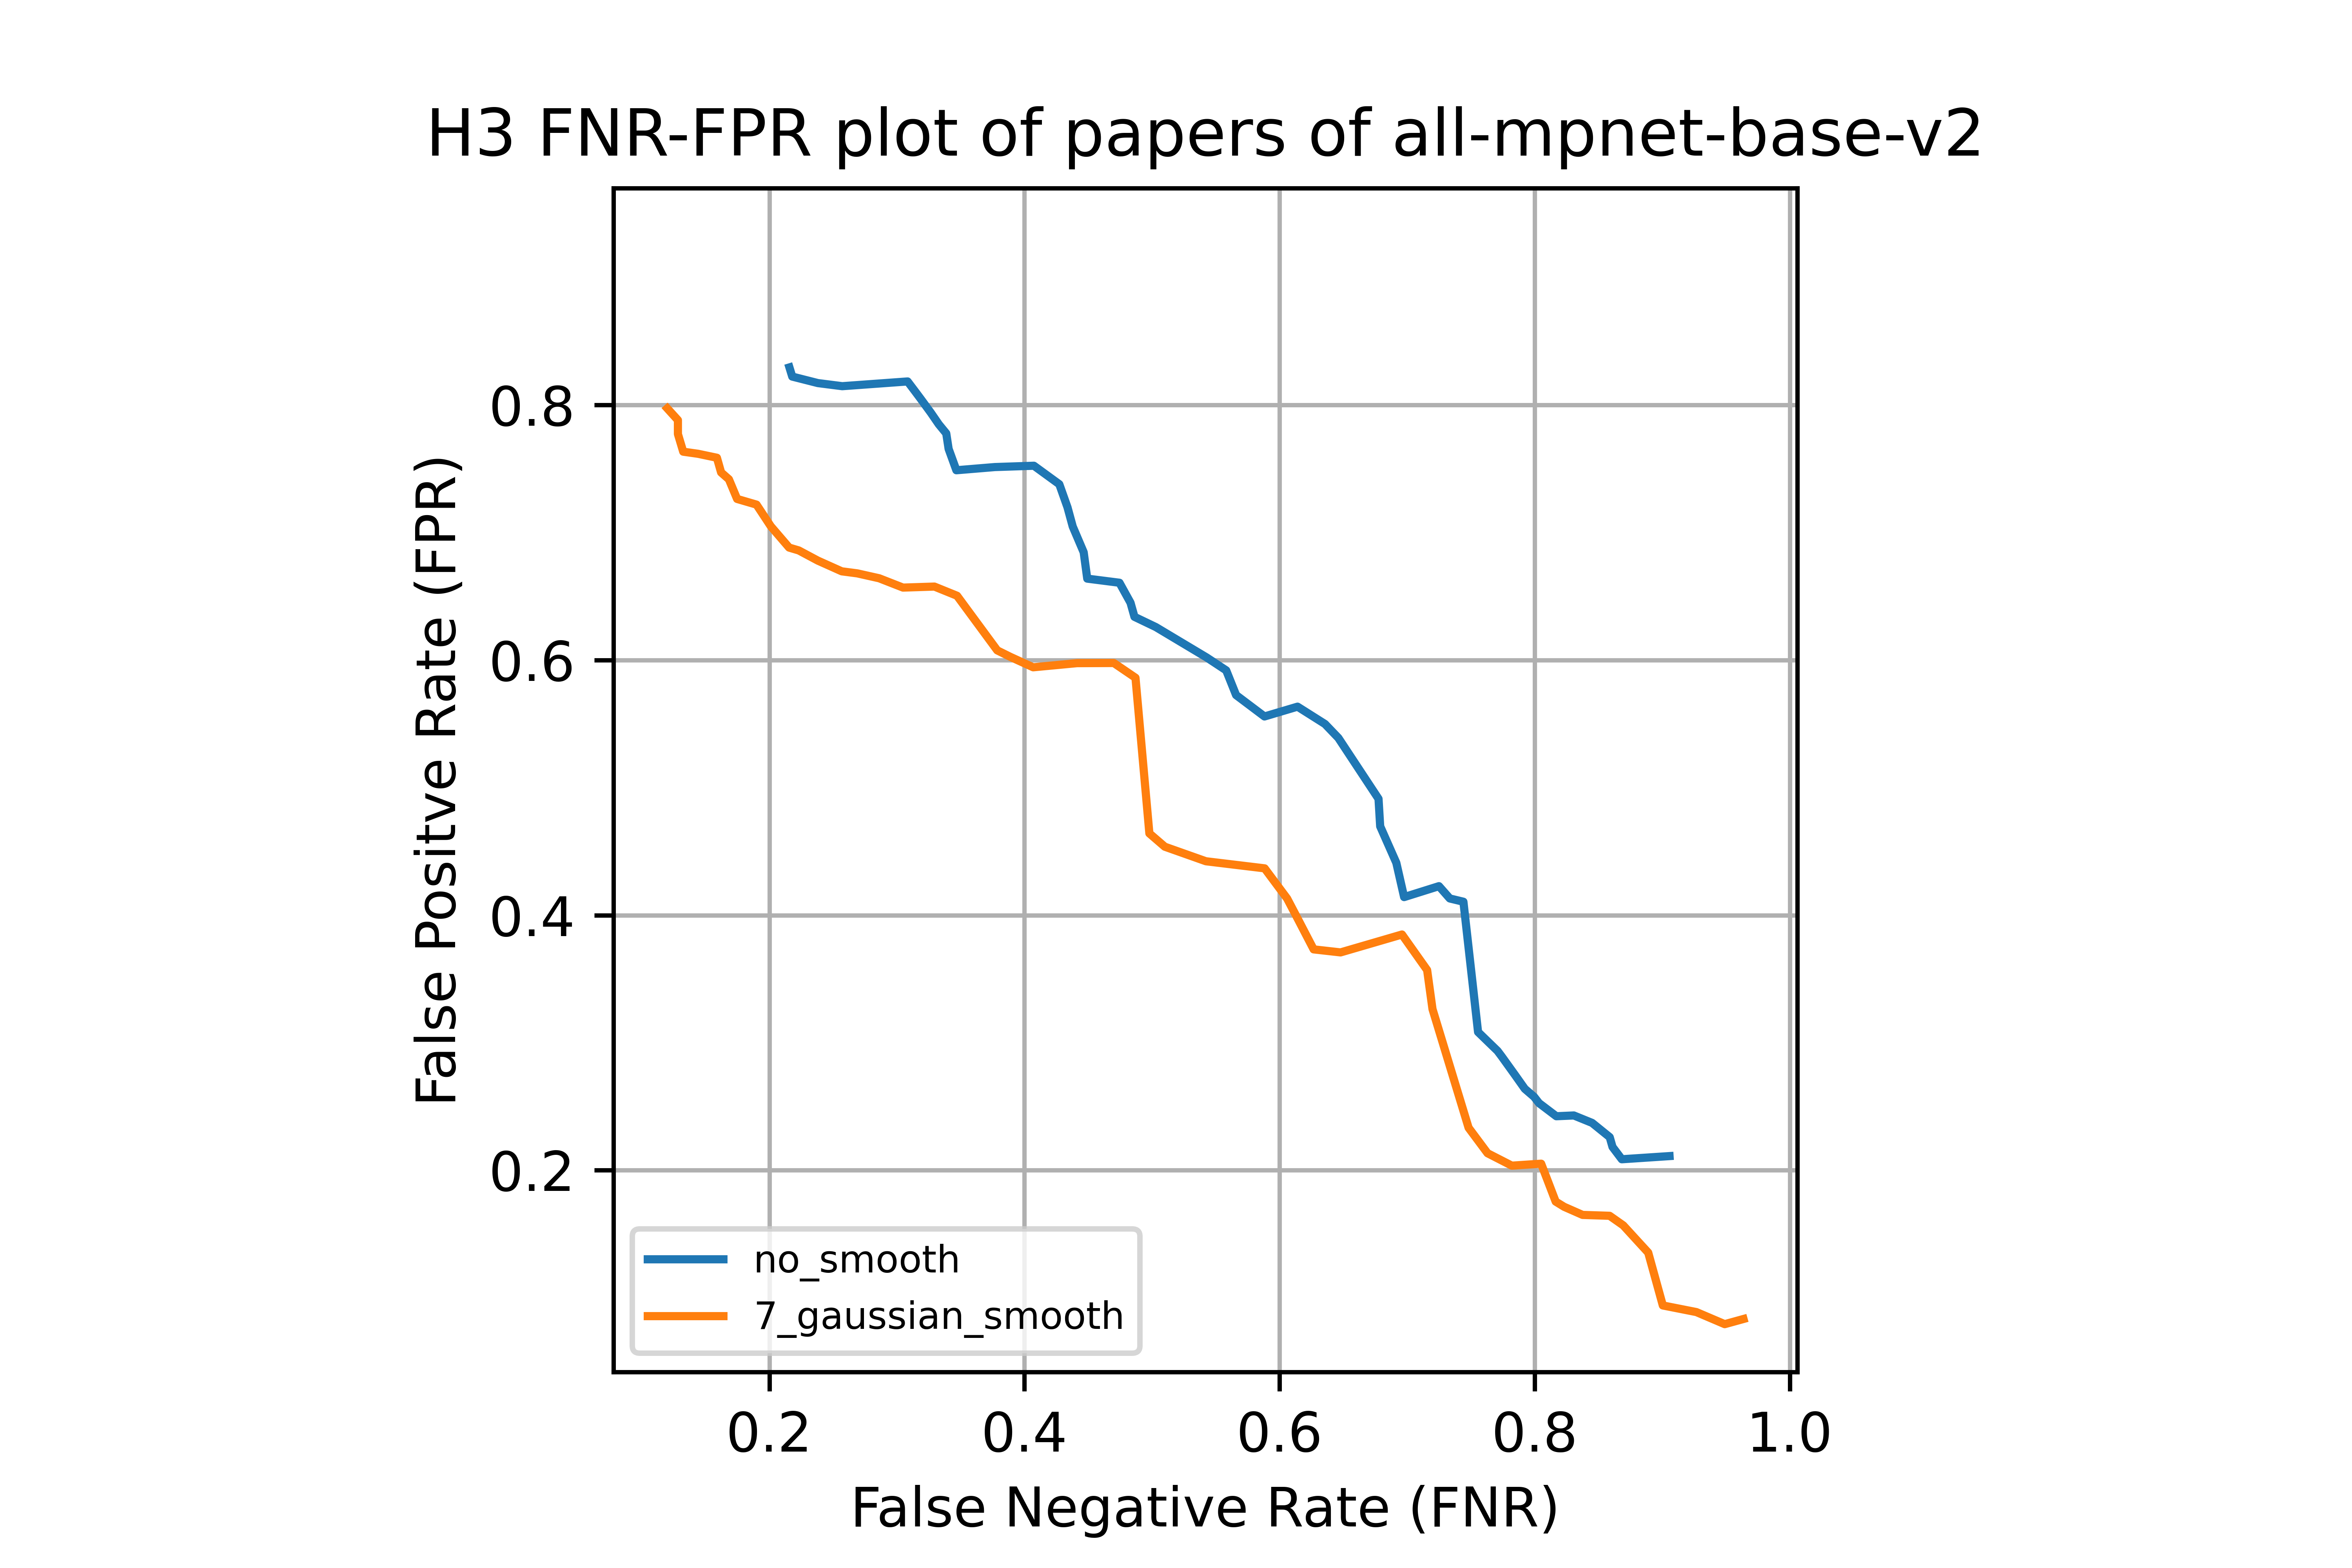 H3 FNR-FPR plot of papers of all-mpnet-base-v2
False Positve Rate (FPR)
0.8
0.6
0.4
0.2
no_smooth
7_gaussian_smooth
0.2 0.4 0.6 0.8 1.0
False Negative Rate (FNR)